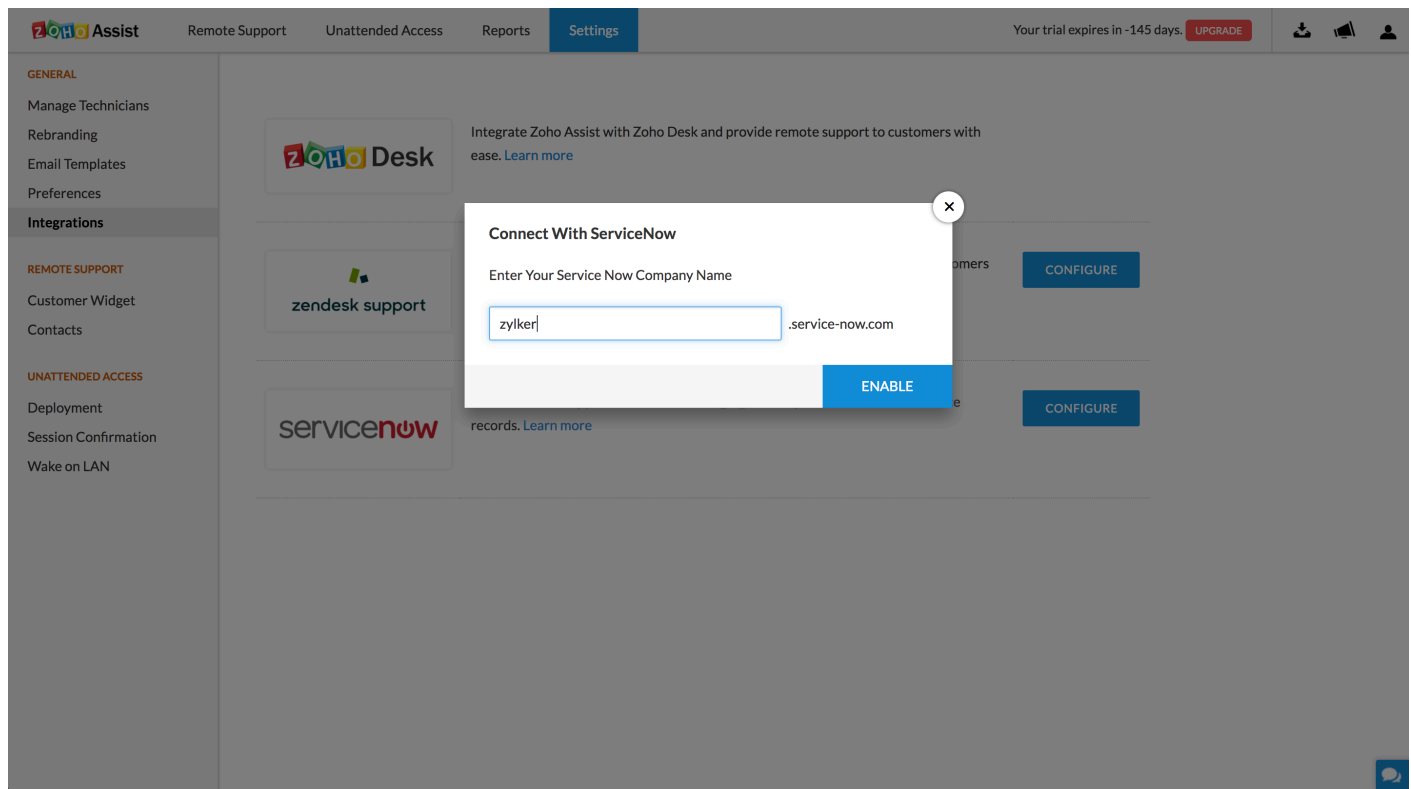 ZOHO Assist Remote Support Unattended Access Reports Settings Your trial expires in -145 days. UPGRADE
GENERAL
Manage Technicians
Rebranding
Email Templates
Preferences
Integrations
REMOTE SUPPORT
Customer Widget
Contacts
UNATTENDED ACCESS
Deployment
Session Confirmation
Wake on LAN
ZOHO Desk
Integrate Zoho Assist with Zoho Desk and provide remote support to customers with
ease. Learn more
zendesk support
omers
CONFIGURE
servicenow
e
records. Learn more
CONFIGURE
Connect With ServiceNow
Enter Your Service Now Company Name
zylker .service-now.com
ENABLE